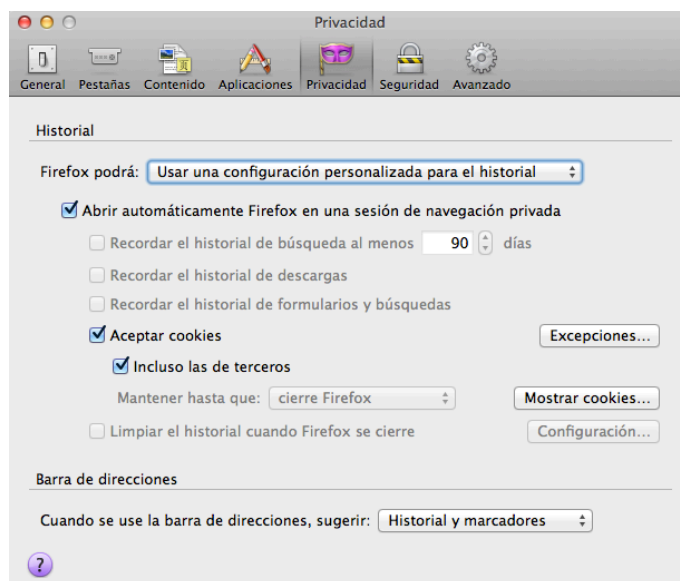 Privacidad
General Pestañas Contenido Aplicaciones Privacidad Seguridad Avanzado
Historial
Firefox podrá: Usar una configuración personalizada para el historial
Abrir automáticamente Firefox en una sesión de navegación privada
Recordar el historial de búsqueda al menos 90 días
Recordar el historial de descargas
Recordar el historial de formularios y búsquedas
Aceptar cookies Excepciones...
Incluso las de terceros
Mantener hasta que: cierre Firefox Mostrar cookies...
Limpiar el historial cuando Firefox se cierre Configuración...
Barra de direcciones
Cuando se use la barra de direcciones, sugerir: Historial y marcadores
?